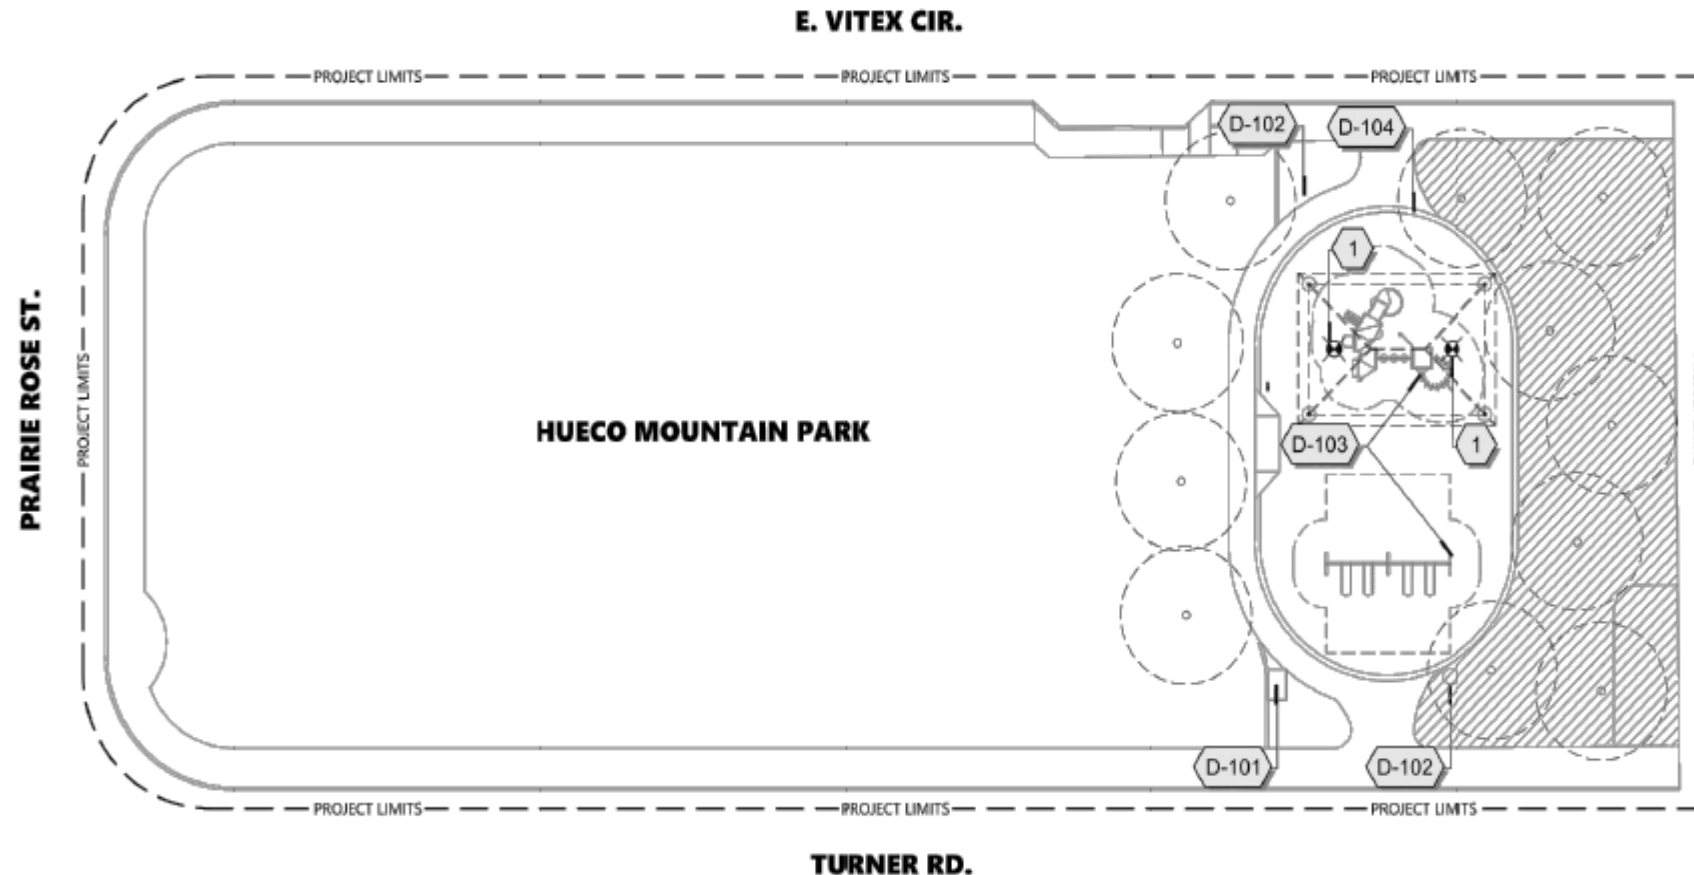 E. VITEX CIR.
PROJECT LIMITS
PROJECT LIMITS
PROJECT LIMITS
D-102
D-104
1
PRAIRIE ROSE ST.
PROJECT LIMITS
HUECO MOUNTAIN PARK
D-103
1
D-101
D-102
PROJECT LIMITS
PROJECT LIMITS
PROJECT LIMITS
TURNER RD.